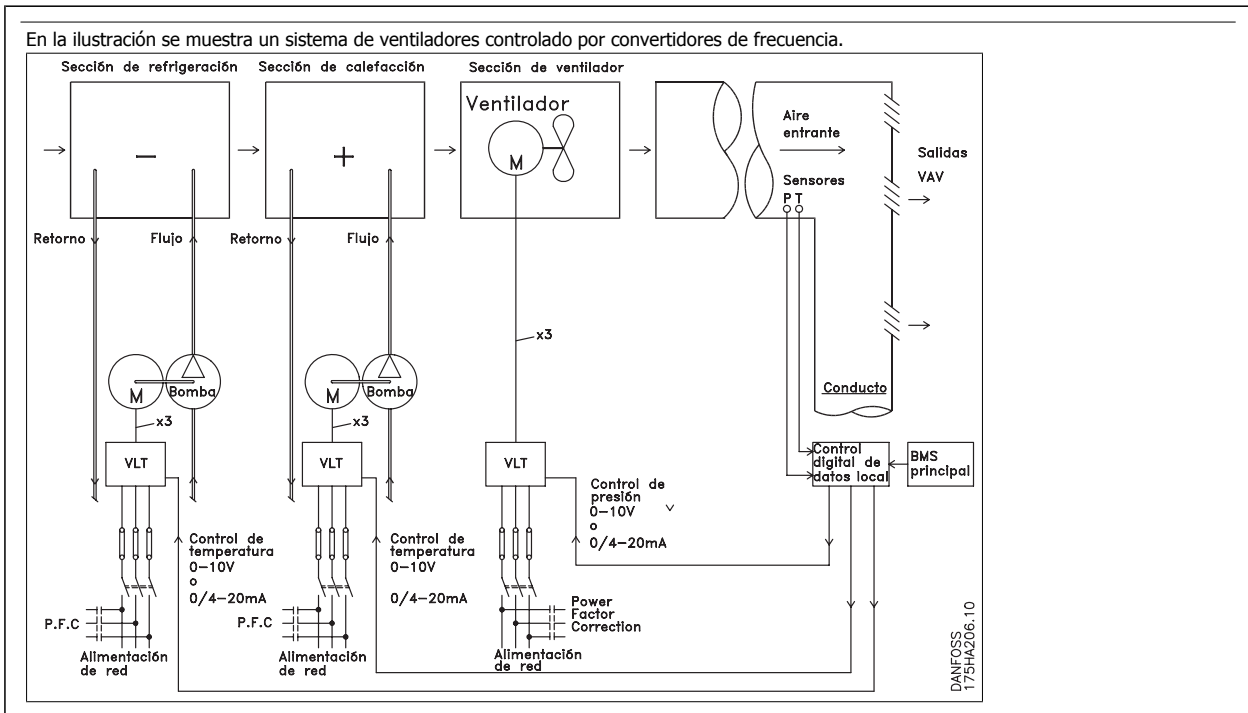 En la ilustración se muestra un sistema de ventiladores controlado por convertidores de frecuencia.
Sección de refrigeración
Sección de calefacción
Sección de ventilador
Ventilador
M
−
+
Aire
entrante
Salidas
VAV
Sensores
P T
Retorno
Flujo
Retorno
Flujo
x3
M
Bomba
M
Bomba
Conducto
x3
x3
VLT
VLT
VLT
Control
digital de
datos local
BMS
principal
Control de
presión
0−10V
o
0/4−20mA
Control de
temperatura
0−10V
o
0/4−20mA
Control de
temperatura
0−10V
0/4−20mA
P.F.C
P.F.C
Power
Factor
Correction
Alimentación
de red
Alimentación
de red
Alimentación
de red
DANFOSS
175HA206.10